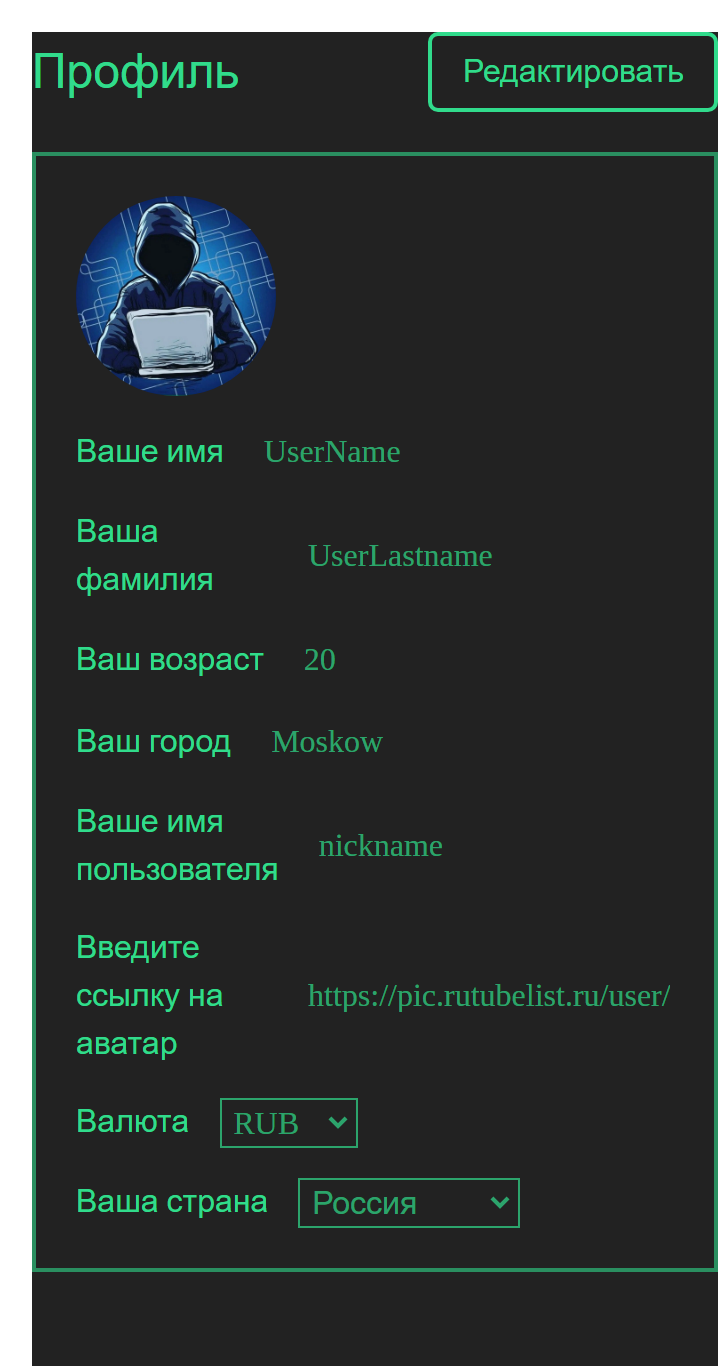 Профиль
Редактировать
Ваше имя UserName
Ваша
фамилия
UserLastname
Ваш возраст 20
Ваш город Moskow
Ваше имя
пользователя
nickname
Введите
ссылку на
аватар
https://pic.rutubelist.ru/user/
Валюта RUB
Ваша страна Россия